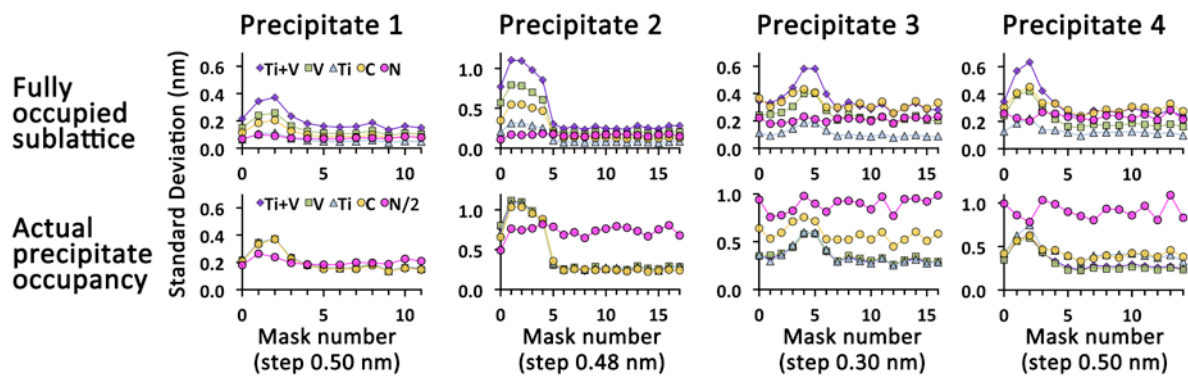 Precipitate 1 Precipitate 2 Precipitate 3 Precipitate 4
Fully
occupied
sublattice
Actual
precipitate
occupancy
Standard Deviation (nm)
0.6
0.4
0.2
0.0
Ti+V V Ti C N
0 5 10
1.0
0.5
0.0
0 5 10 15
0.6
0.4
0.2
0.0
0 5 10 15
0.6
0.4
0.2
0.0
0 5 10
0.6
0.4
0.2
0.0
Ti+V V Ti C N/2
0 5 10
1.0
0.5
0.0
0 5 10 15
1.0
0.5
0.0
0 5 10 15
1.0
0.5
0.0
0 5 10
Mask number
(step 0.50 nm)
Mask number
(step 0.48 nm)
Mask number
(step 0.30 nm)
Mask number
(step 0.50 nm)